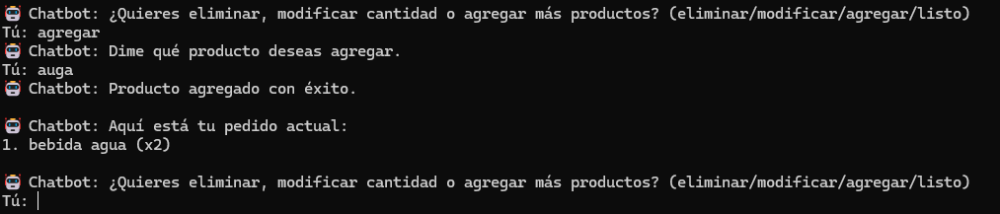 🤖 Chatbot: ¿Quieres eliminar, modificar cantidad o agregar más productos? (eliminar/modificar/agregar/listo)
Tú: agregar
🤖 Chatbot: Dime qué producto deseas agregar.
Tú: auga
🤖 Chatbot: Producto agregado con éxito.
🤖 Chatbot: Aquí está tu pedido actual:
1. bebida agua (x2)
🤖 Chatbot: ¿Quieres eliminar, modificar cantidad o agregar más productos? (eliminar/modificar/agregar/listo)
Tú: